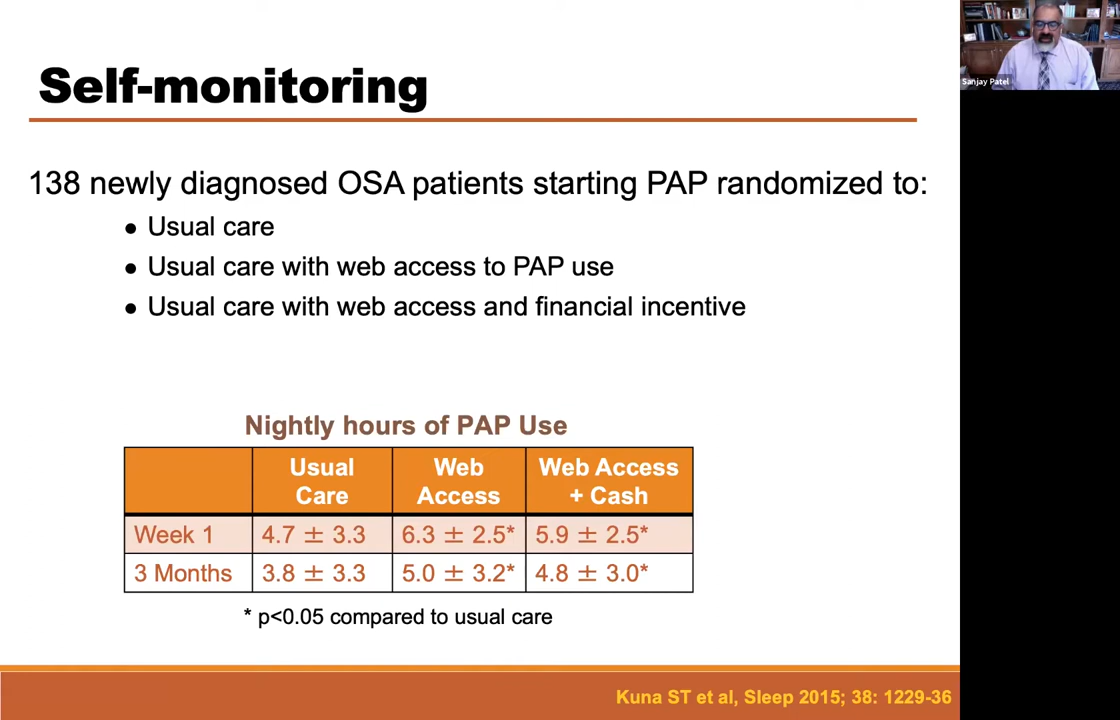 Self-monitoring
138 newly diagnosed OSA patients starting PAP randomized to:
● Usual care
● Usual care with web access to PAP use
● Usual care with web access and financial incentive
Nightly hours of PAP Use
Usual Care Web Access Web Access + Cash
Week 1 4.7 ± 3.3 6.3 ± 2.5* 5.9 ± 2.5*
3 Months 3.8 ± 3.3 5.0 ± 3.2* 4.8 ± 3.0*
* p<0.05 compared to usual care
Kuna ST et al, Sleep 2015; 38: 1229-36
Sanjay Patel